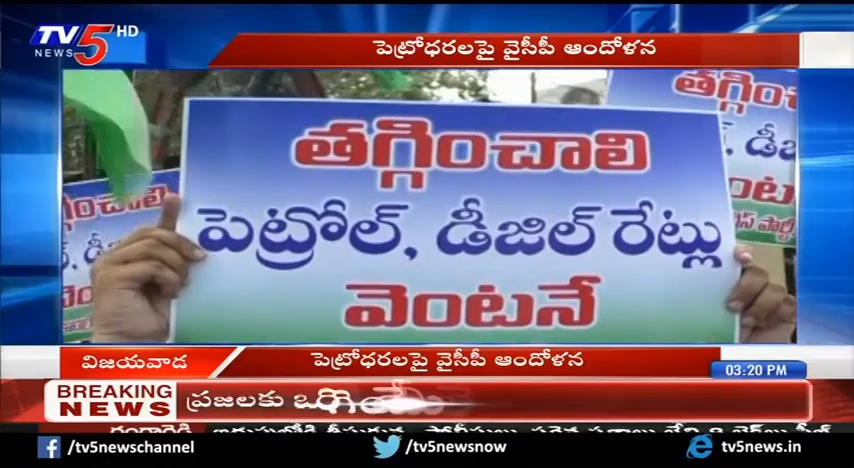 TV5 HD
NEWS
పెట్రోధరలపై వైసీపీ ఆందోళన
తగ్గించాలి
పెట్రోల్, డీజిల్ రేట్లు
వెంటనే
తగ్గించా
డీజి
గ్గించాలి
విజయవాడ
పెట్రోధరలపై వైసీపీ ఆందోళన
03:20 PM
BREAKING
NEWS
ప్రజలకు
/tv5newschannel
/tv5newsnow
tv5news.in